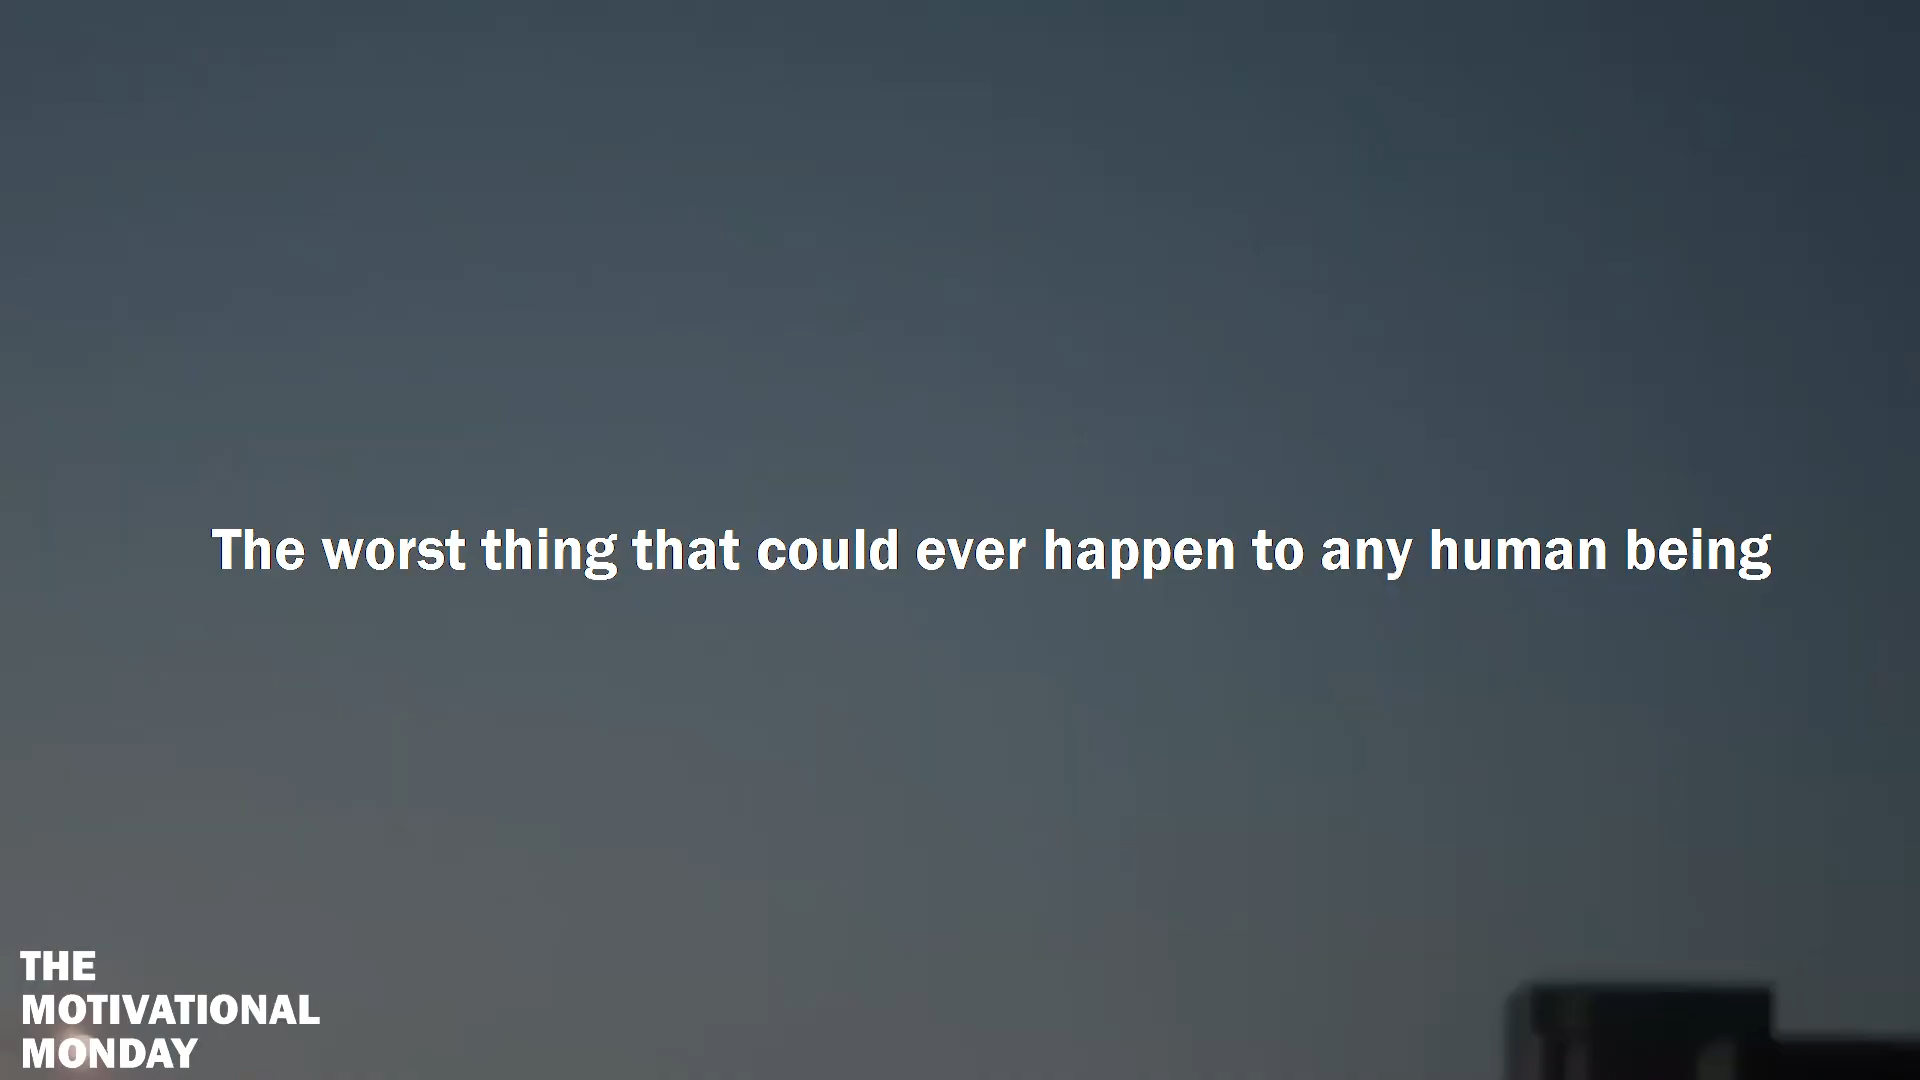 The worst thing that could ever happen to any human being
THE
MOTIVATIONAL
MONDAY